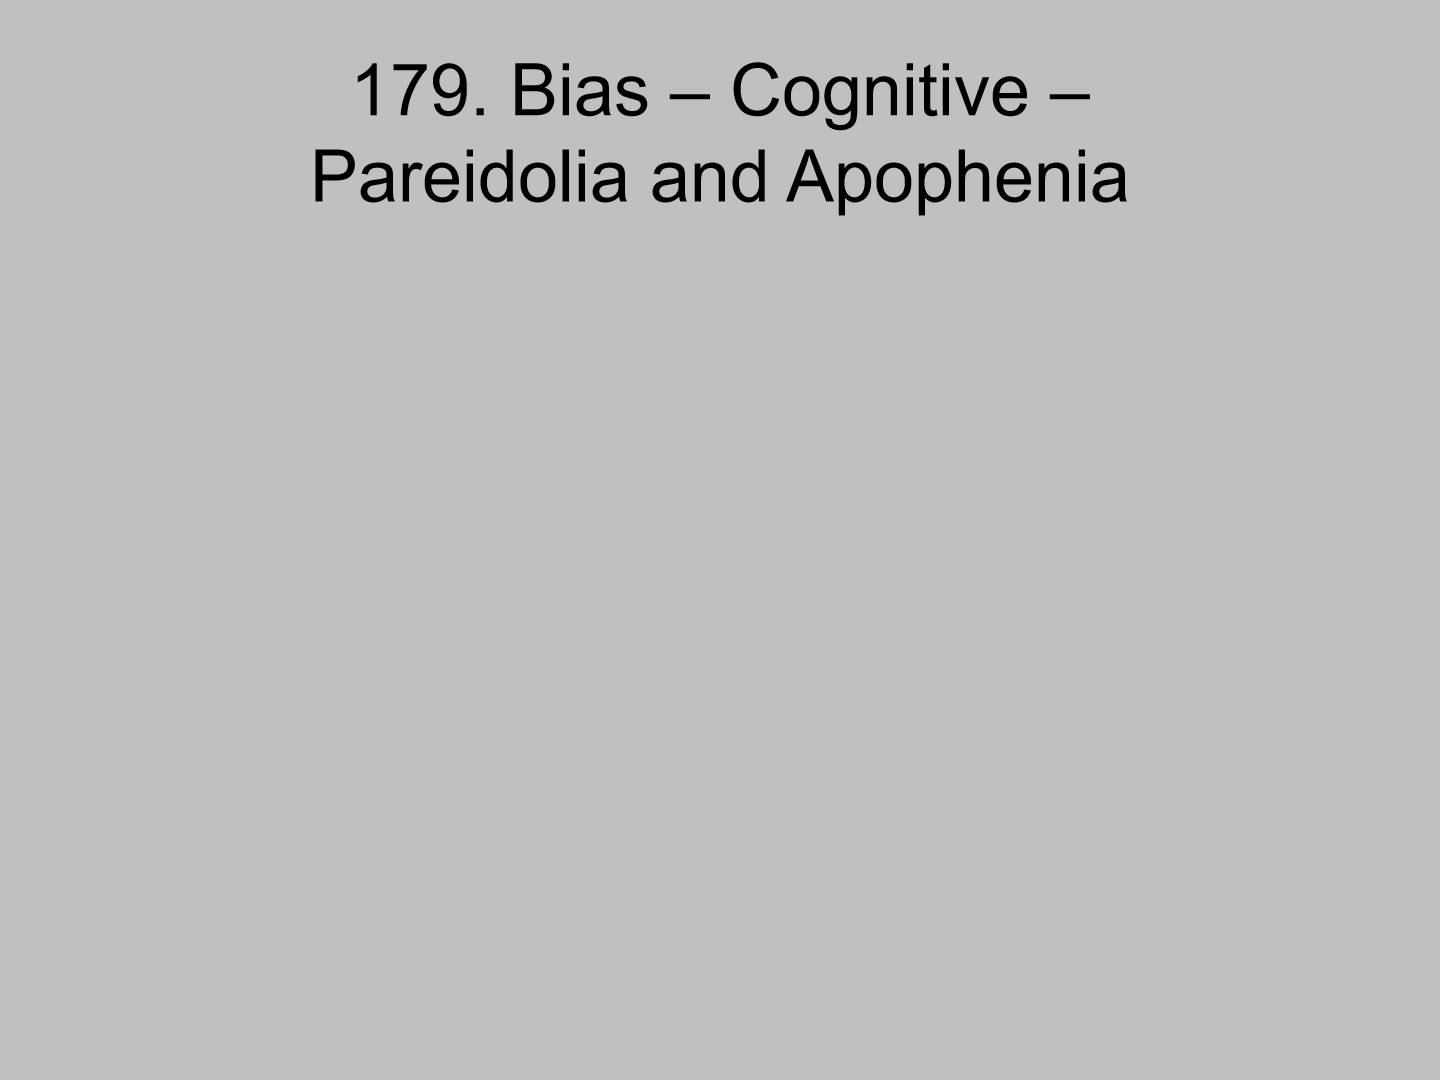 179. Bias – Cognitive –
Pareidolia and Apophenia